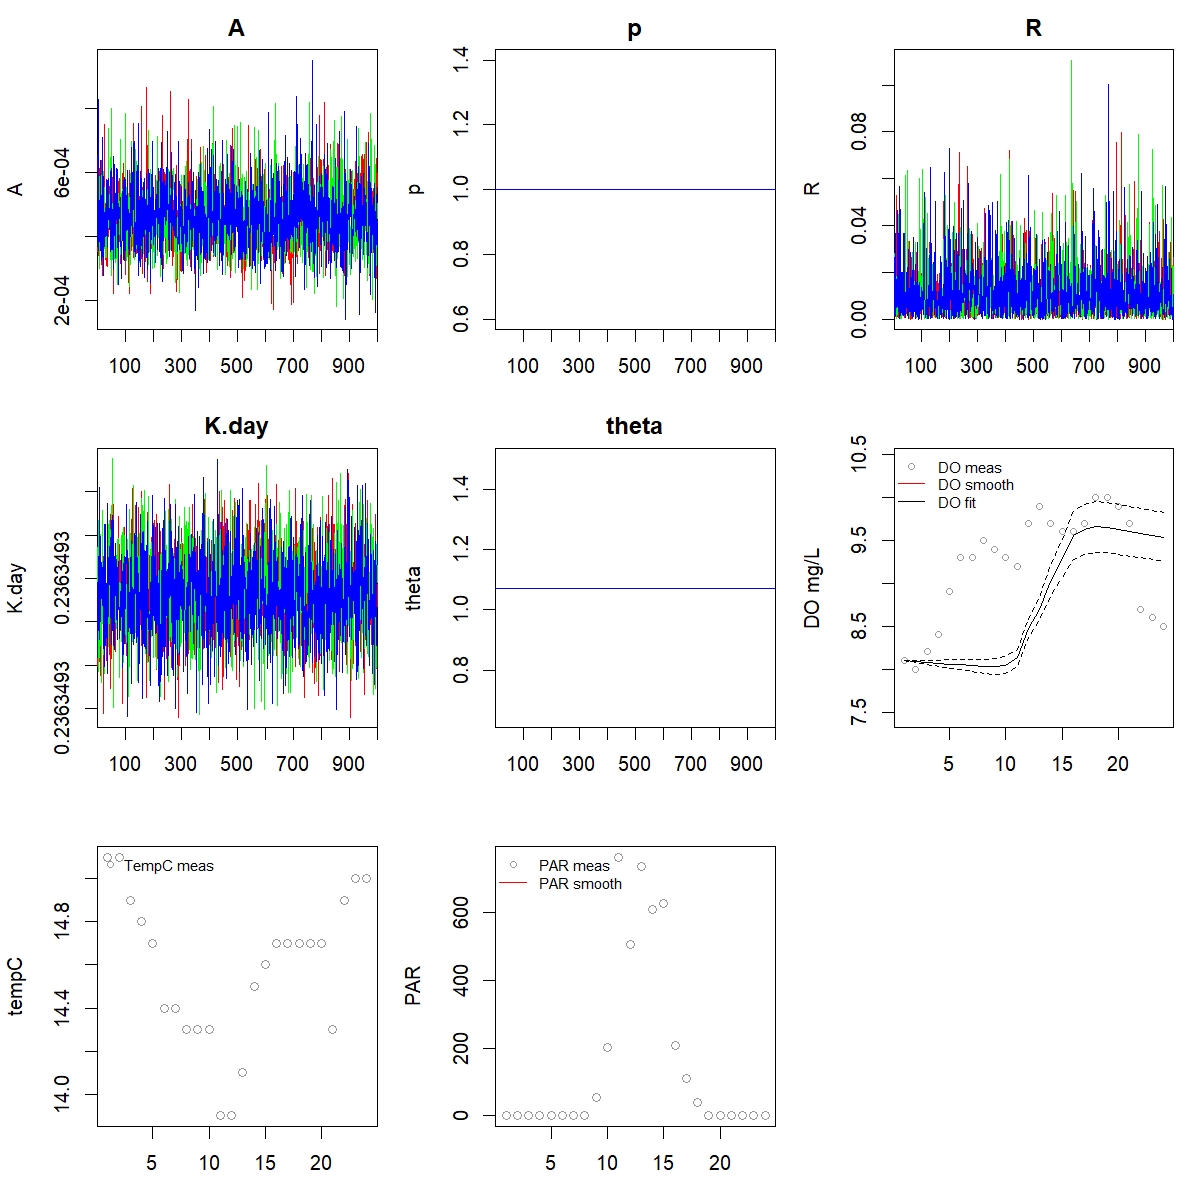 A
A
2e-04
6e-04
100 300 500 700 900
p
p
0.6
0.8
1.0
1.2
1.4
100 300 500 700 900
R
R
0.00
0.04
0.08
100 300 500 700 900
K.day
K.day
0.2363493
0.2363493
100 300 500 700 900
theta
theta
0.8
1.0
1.2
1.4
100 300 500 700 900
DO mg/L
7.5
8.5
9.5
10.5
DO meas
DO smooth
DO fit
5 10 15 20
tempC
14.0
14.4
14.8
TempC meas
5 10 15 20
PAR
0
200
400
600
PAR meas
PAR smooth
5 10 15 20